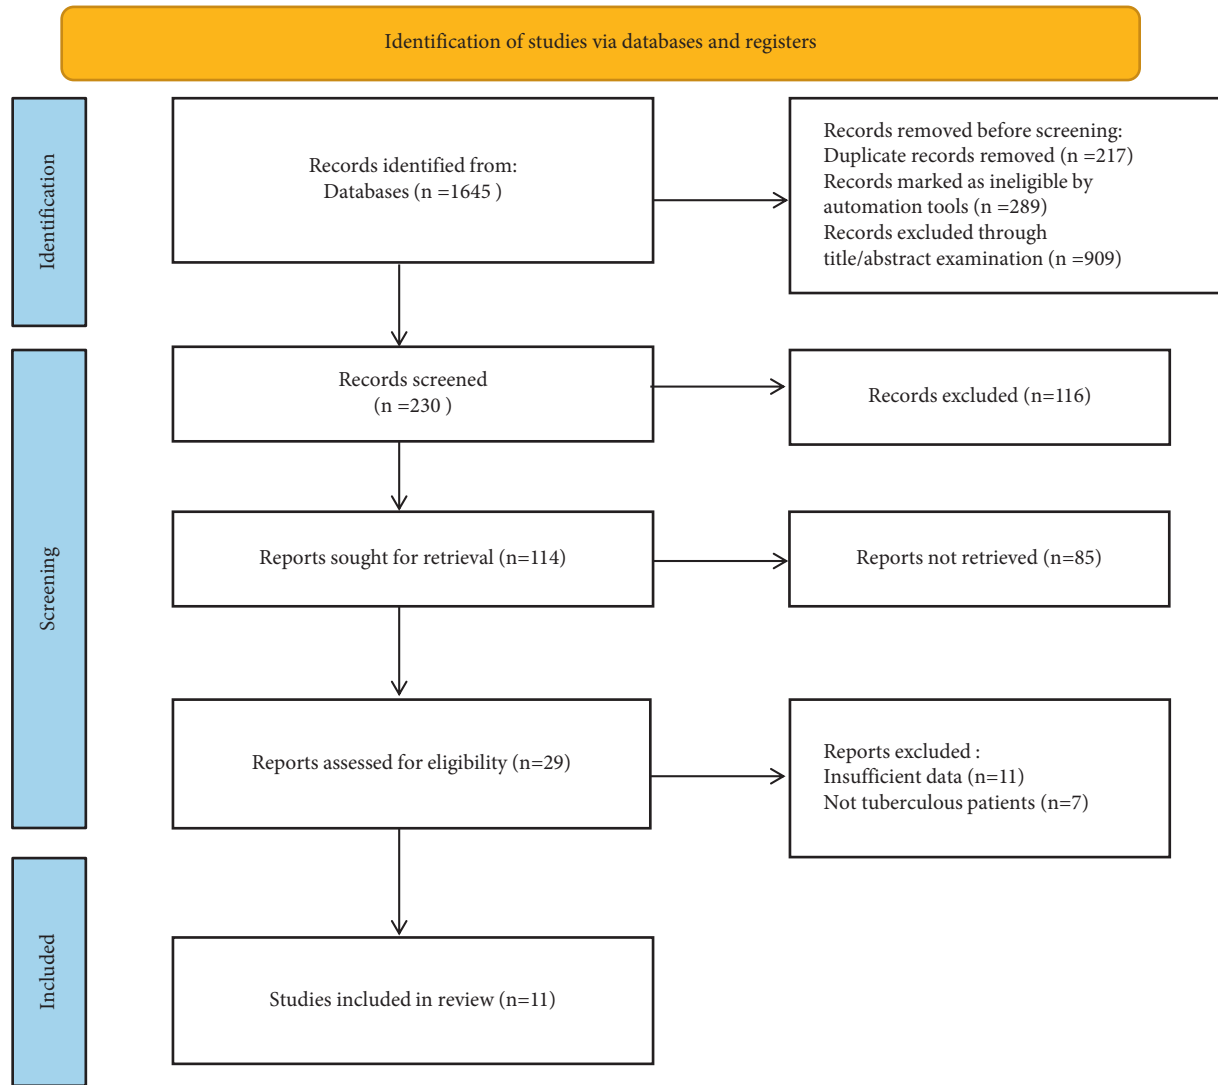 Identification of studies via databases and registers
Identification
Records identified from:
Databases (n =1645 )
Records removed before screening:
Duplicate records removed (n =217)
Records marked as ineligible by
automation tools (n =289)
Records excluded through
title/abstract examination (n =909)
Screening
Records screened
(n =230 )
Records excluded (n=116)
Reports sought for retrieval (n=114)
Reports not retrieved (n=85)
Reports assessed for eligibility (n=29)
Reports excluded :
Insufficient data (n=11)
Not tuberculous patients (n=7)
Included
Studies included in review (n=11)